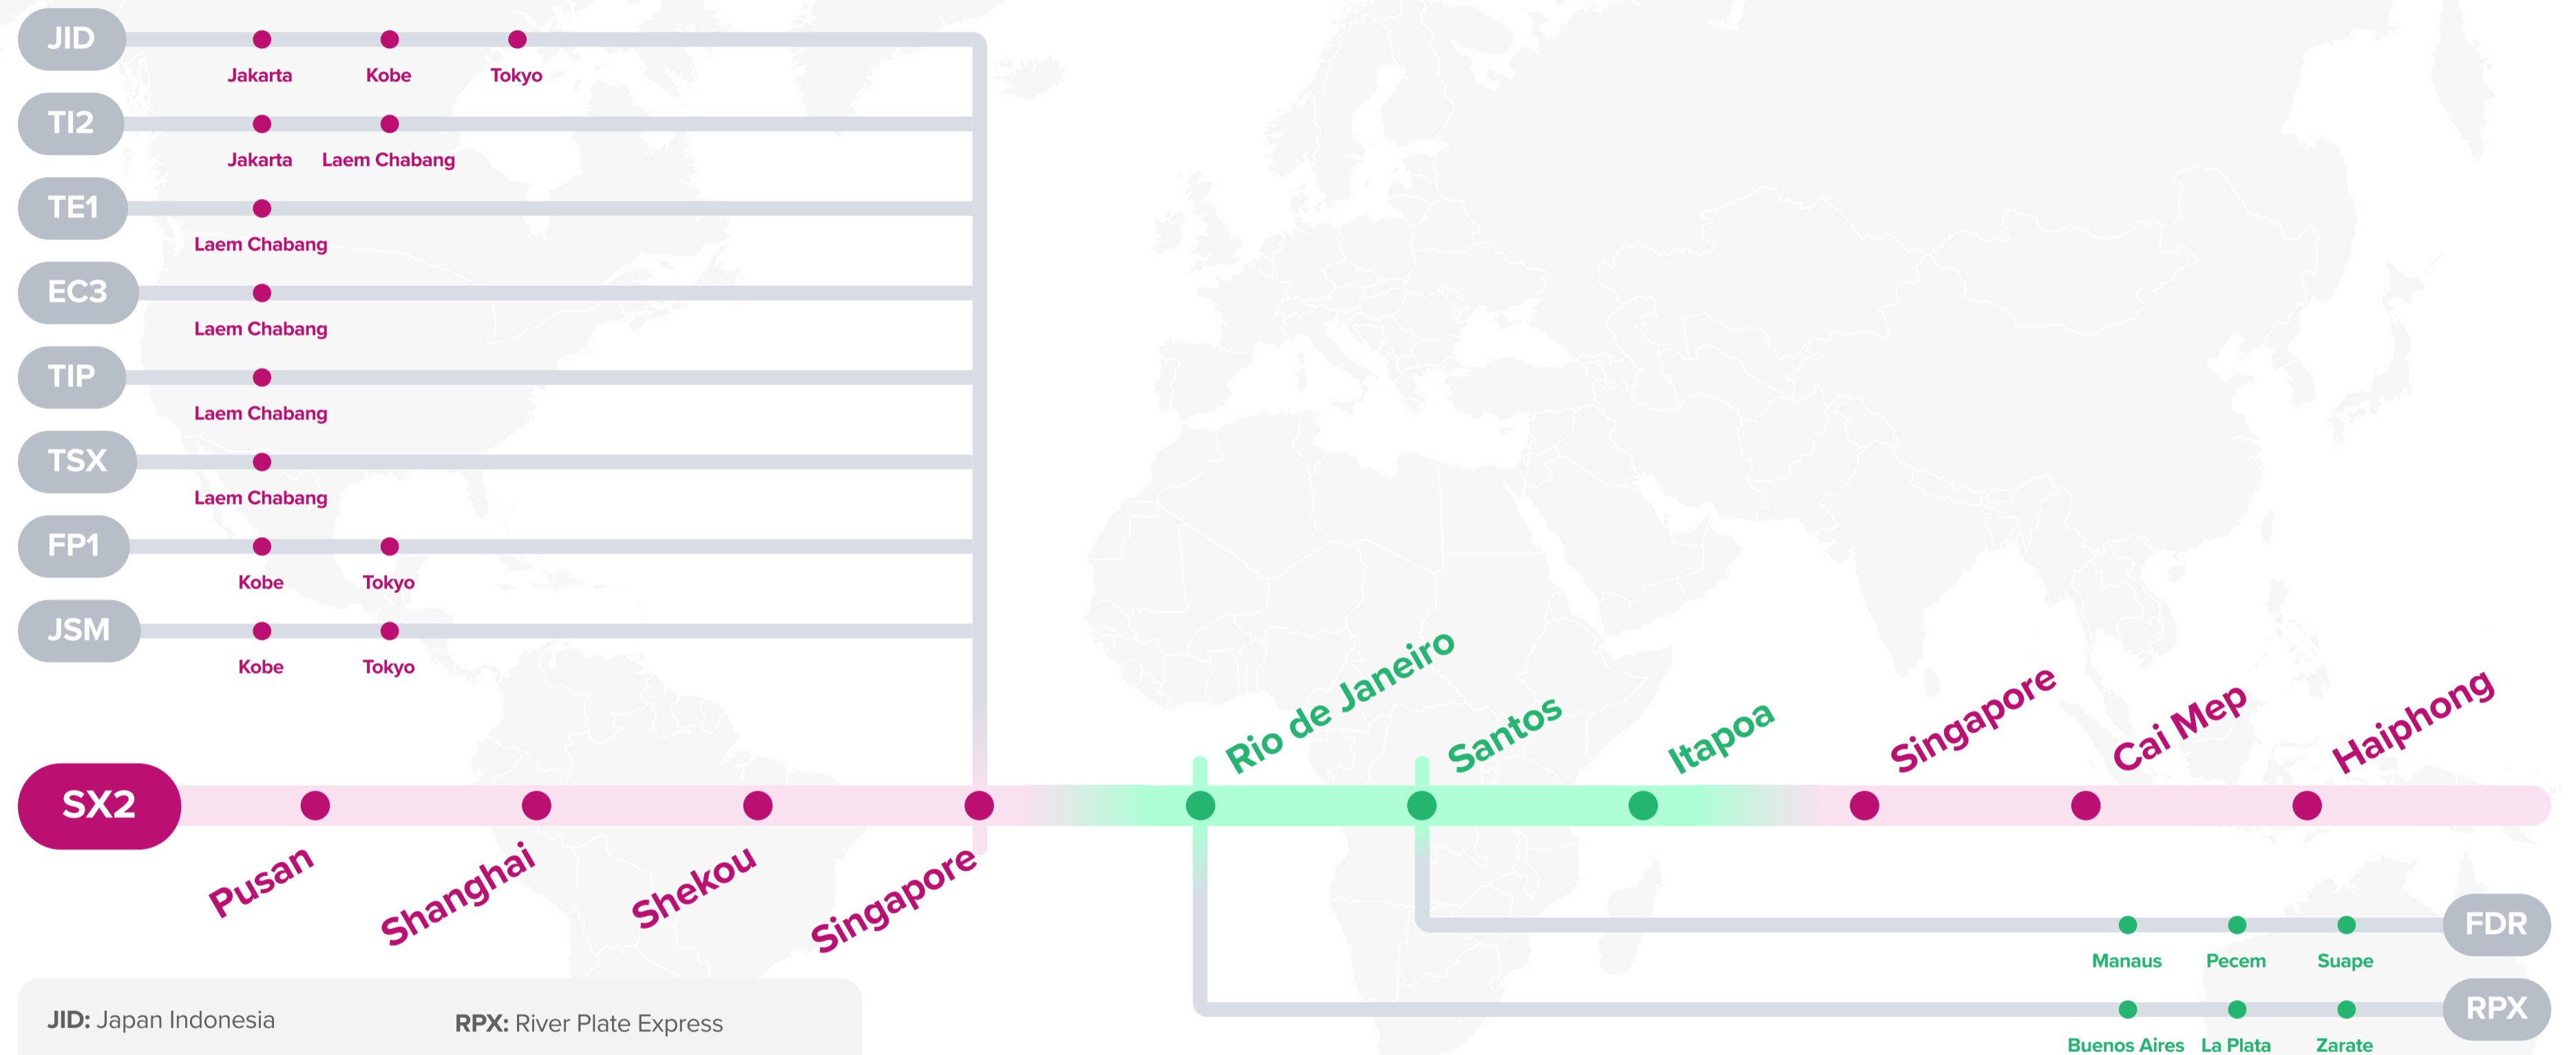 JID
Jakarta Kobe Tokyo
TI2
Jakarta Laem Chabang
TE1
Laem Chabang
EC3
Laem Chabang
TIP
Laem Chabang
TSX
Laem Chabang
FP1
Kobe Tokyo
JSM
Kobe Tokyo
Rio de Janeiro Santos Itapoa Singapore Cai Mep Haiphong
SX2
Pusan Shanghai Shekou Singapore
FDR
Manaus Pecem Suape
RPX
Buenos Aires La Plata Zarate
JID: Japan Indonesia
RPX: River Plate Express